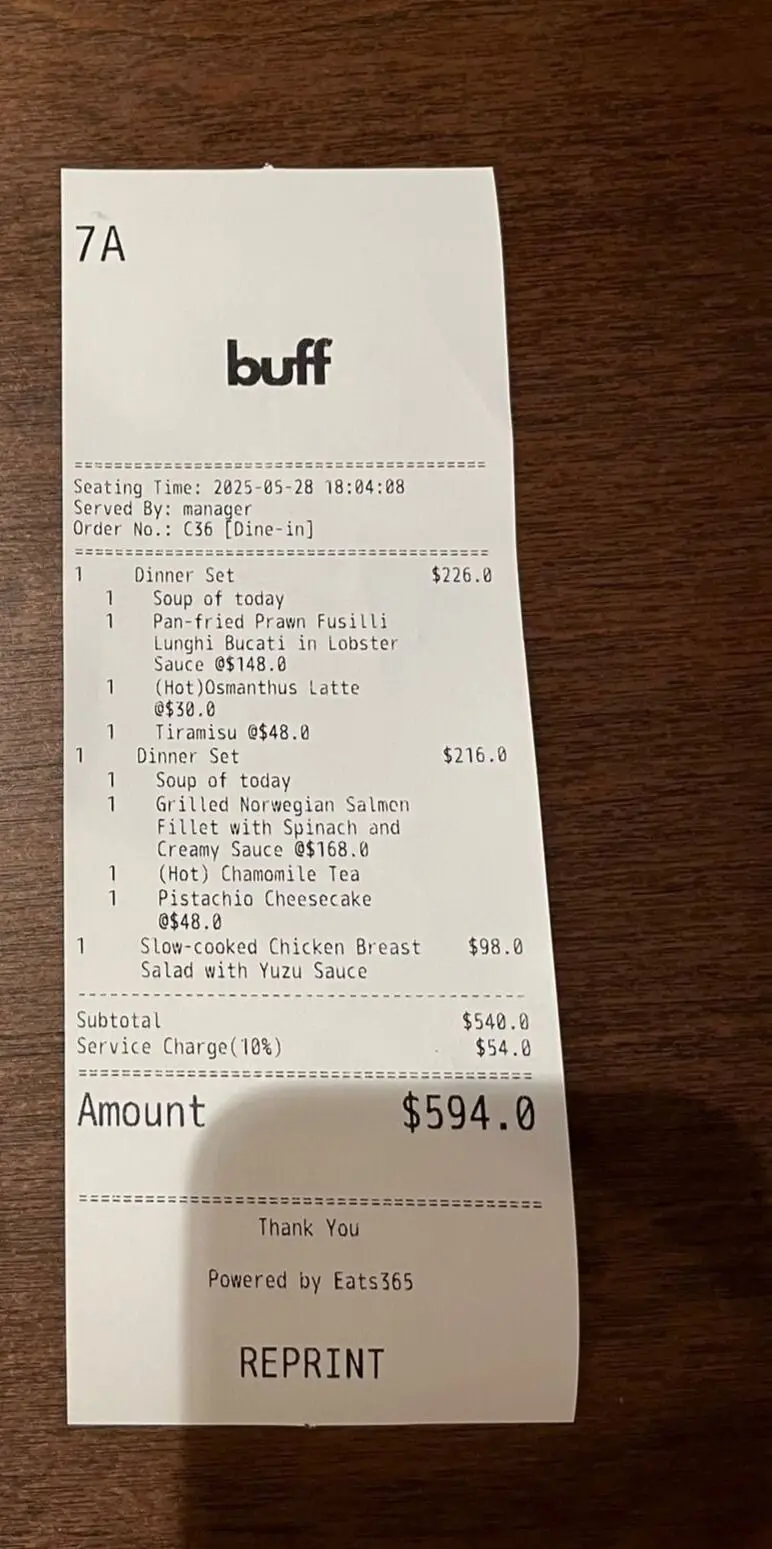 7A
buff
=========================================
Seating Time: 2025-05-28 18:04:08
Served By: manager
Order No.: C36 [Dine-in]
=========================================
1 Dinner Set $226.0
1 Soup of today
1 Pan-fried Prawn Fusilli
Lunghi Bucati in Lobster
Sauce @$148.0
1 (Hot)Osmanthus Latte
@$30.0
1 Tiramisu @$48.0
1 Dinner Set $216.0
1 Soup of today
1 Grilled Norwegian Salmon
Fillet with Spinach and
Creamy Sauce @$168.0
1 (Hot) Chamomile Tea
1 Pistachio Cheesecake
@$48.0
1 Slow-cooked Chicken Breast $98.0
Salad with Yuzu Sauce
-----------------------------------------
Subtotal $540.0
Service Charge(10%) $54.0
=========================================
Amount $594.0
=========================================
Thank You
Powered by Eats365
REPRINT